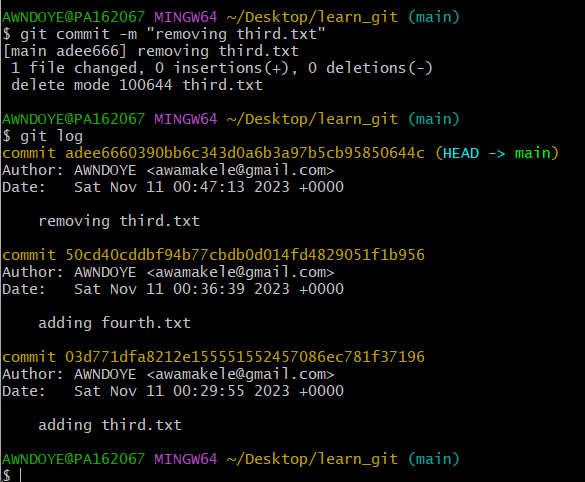 AWNDOYE@PA162067 MINGW64 ~/Desktop/learn_git (main)
$ git commit -m "removing third.txt"
[main adee666] removing third.txt
 1 file changed, 0 insertions(+), 0 deletions(-)
 delete mode 100644 third.txt

AWNDOYE@PA162067 MINGW64 ~/Desktop/learn_git (main)
$ git log
commit adee6660390bb6c343d0a6b3a97b5cb95850644c (HEAD -> main)
Author: AWNDOYE <awamakele@gmail.com>
Date:   Sat Nov 11 00:47:13 2023 +0000

    removing third.txt

commit 50cd40cddbf94b77cbdb0d014fd4829051f1b956
Author: AWNDOYE <awamakele@gmail.com>
Date:   Sat Nov 11 00:36:39 2023 +0000

    adding fourth.txt

commit 03d771dfa8212e155551552457086ec781f37196
Author: AWNDOYE <awamakele@gmail.com>
Date:   Sat Nov 11 00:29:55 2023 +0000

    adding third.txt

AWNDOYE@PA162067 MINGW64 ~/Desktop/learn_git (main)
$